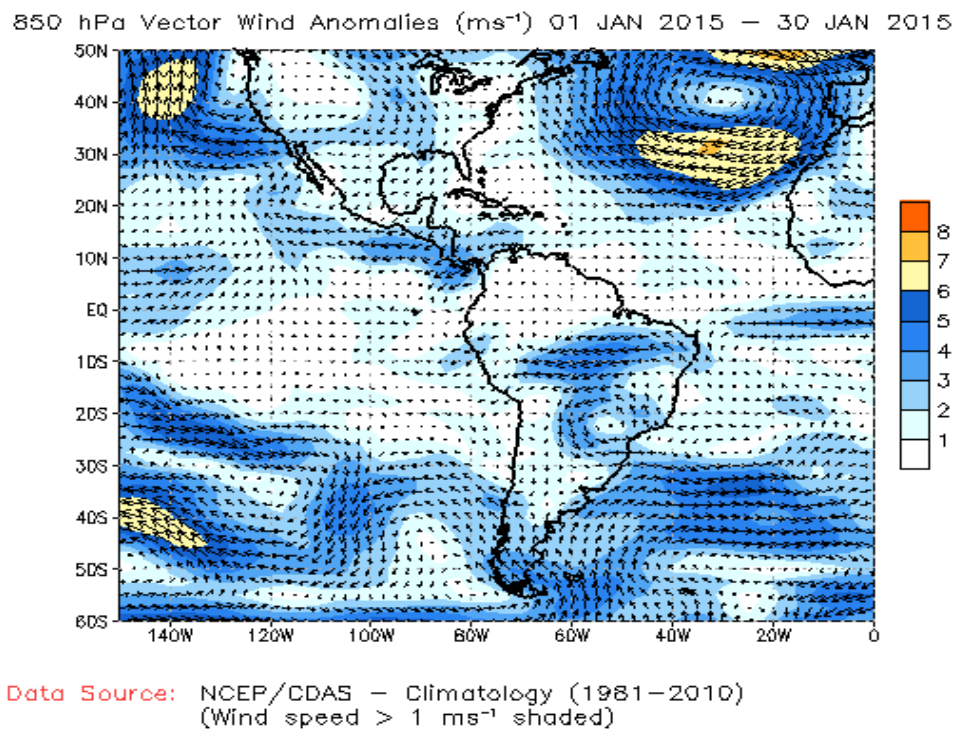 850 hPa Vector Wind Anomalies (ms⁻¹) 01 JAN 2015 – 30 JAN 2015
50N
40N
30N
20N
10N
EQ
10S
20S
30S
40S
50S
60S
140W 120W 100W 80W 60W 40W 20W 0
8
7
6
5
4
3
2
1
Data Source: NCEP/CDAS – Climatology (1981–2010)
(Wind speed > 1 ms⁻¹ shaded)